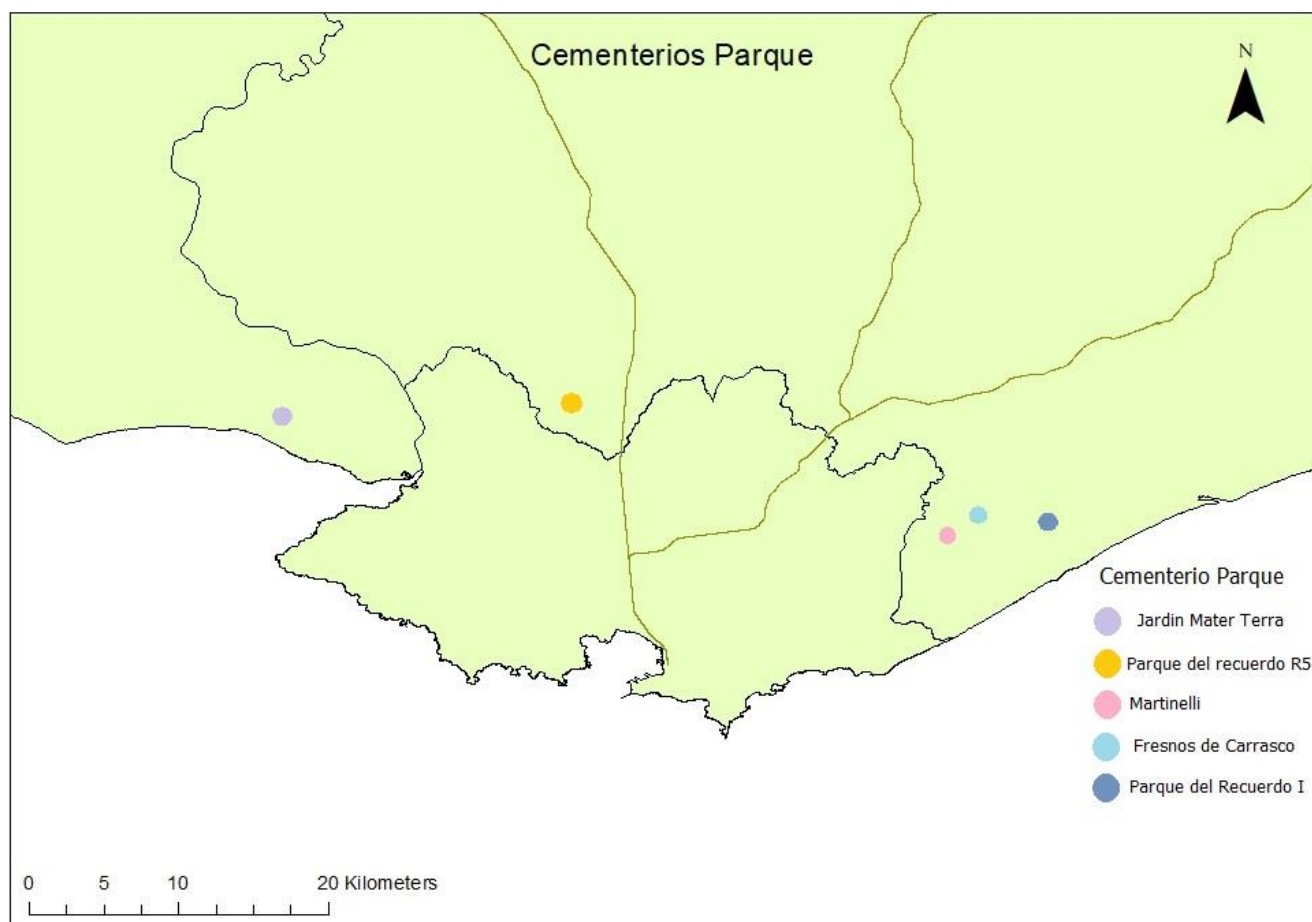 Cementerios Parque
N
Cementerio Parque
Jardin Mater Terra
Parque del recuerdo R5
Martinelli
Fresnos de Carrasco
Parque del Recuerdo I
0 5 10 20 Kilometers